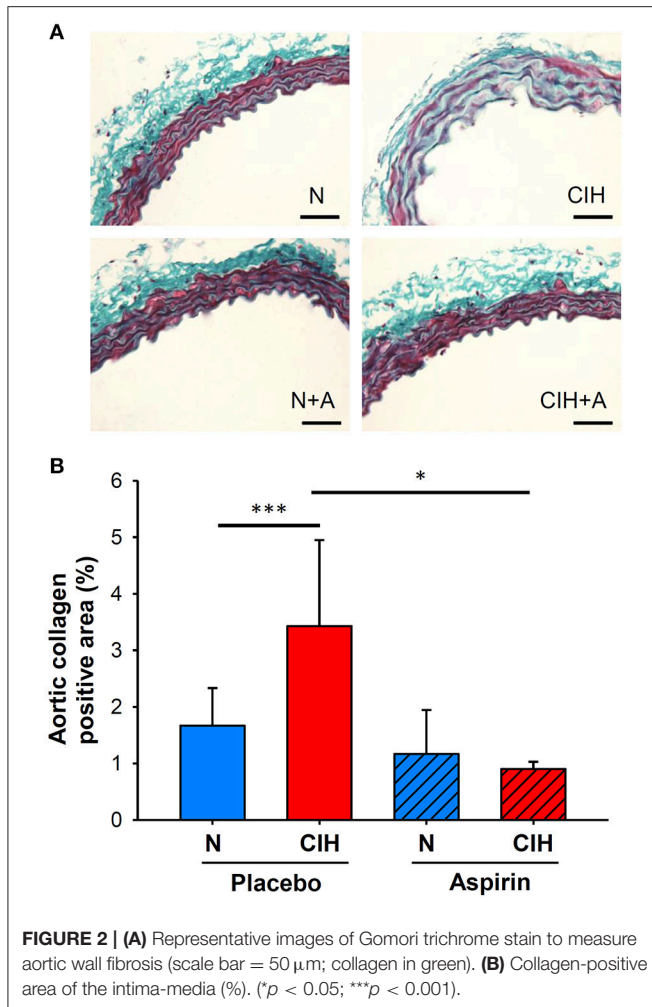 A
N
CIH
N+A
CIH+A
B
Aortic collagen
positive area (%)
6
5
4
3
2
1
0
***
*
N
CIH
N
CIH
Placebo
Aspirin
FIGURE 2 | (A) Representative images of Gomori trichrome stain to measure
aortic wall fibrosis (scale bar = 50 μm; collagen in green). (B) Collagen-positive
area of the intima-media (%). (*p < 0.05; ***p < 0.001).